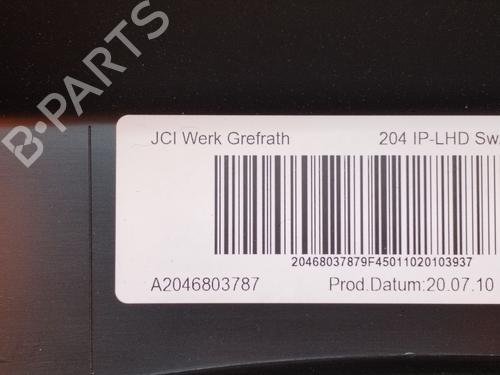 B-PARTS
JCI Werk Grefrath 204 IP-LHD Sw
20468037879F45011020103937
A2046803787 Prod.Datum:20.07.10